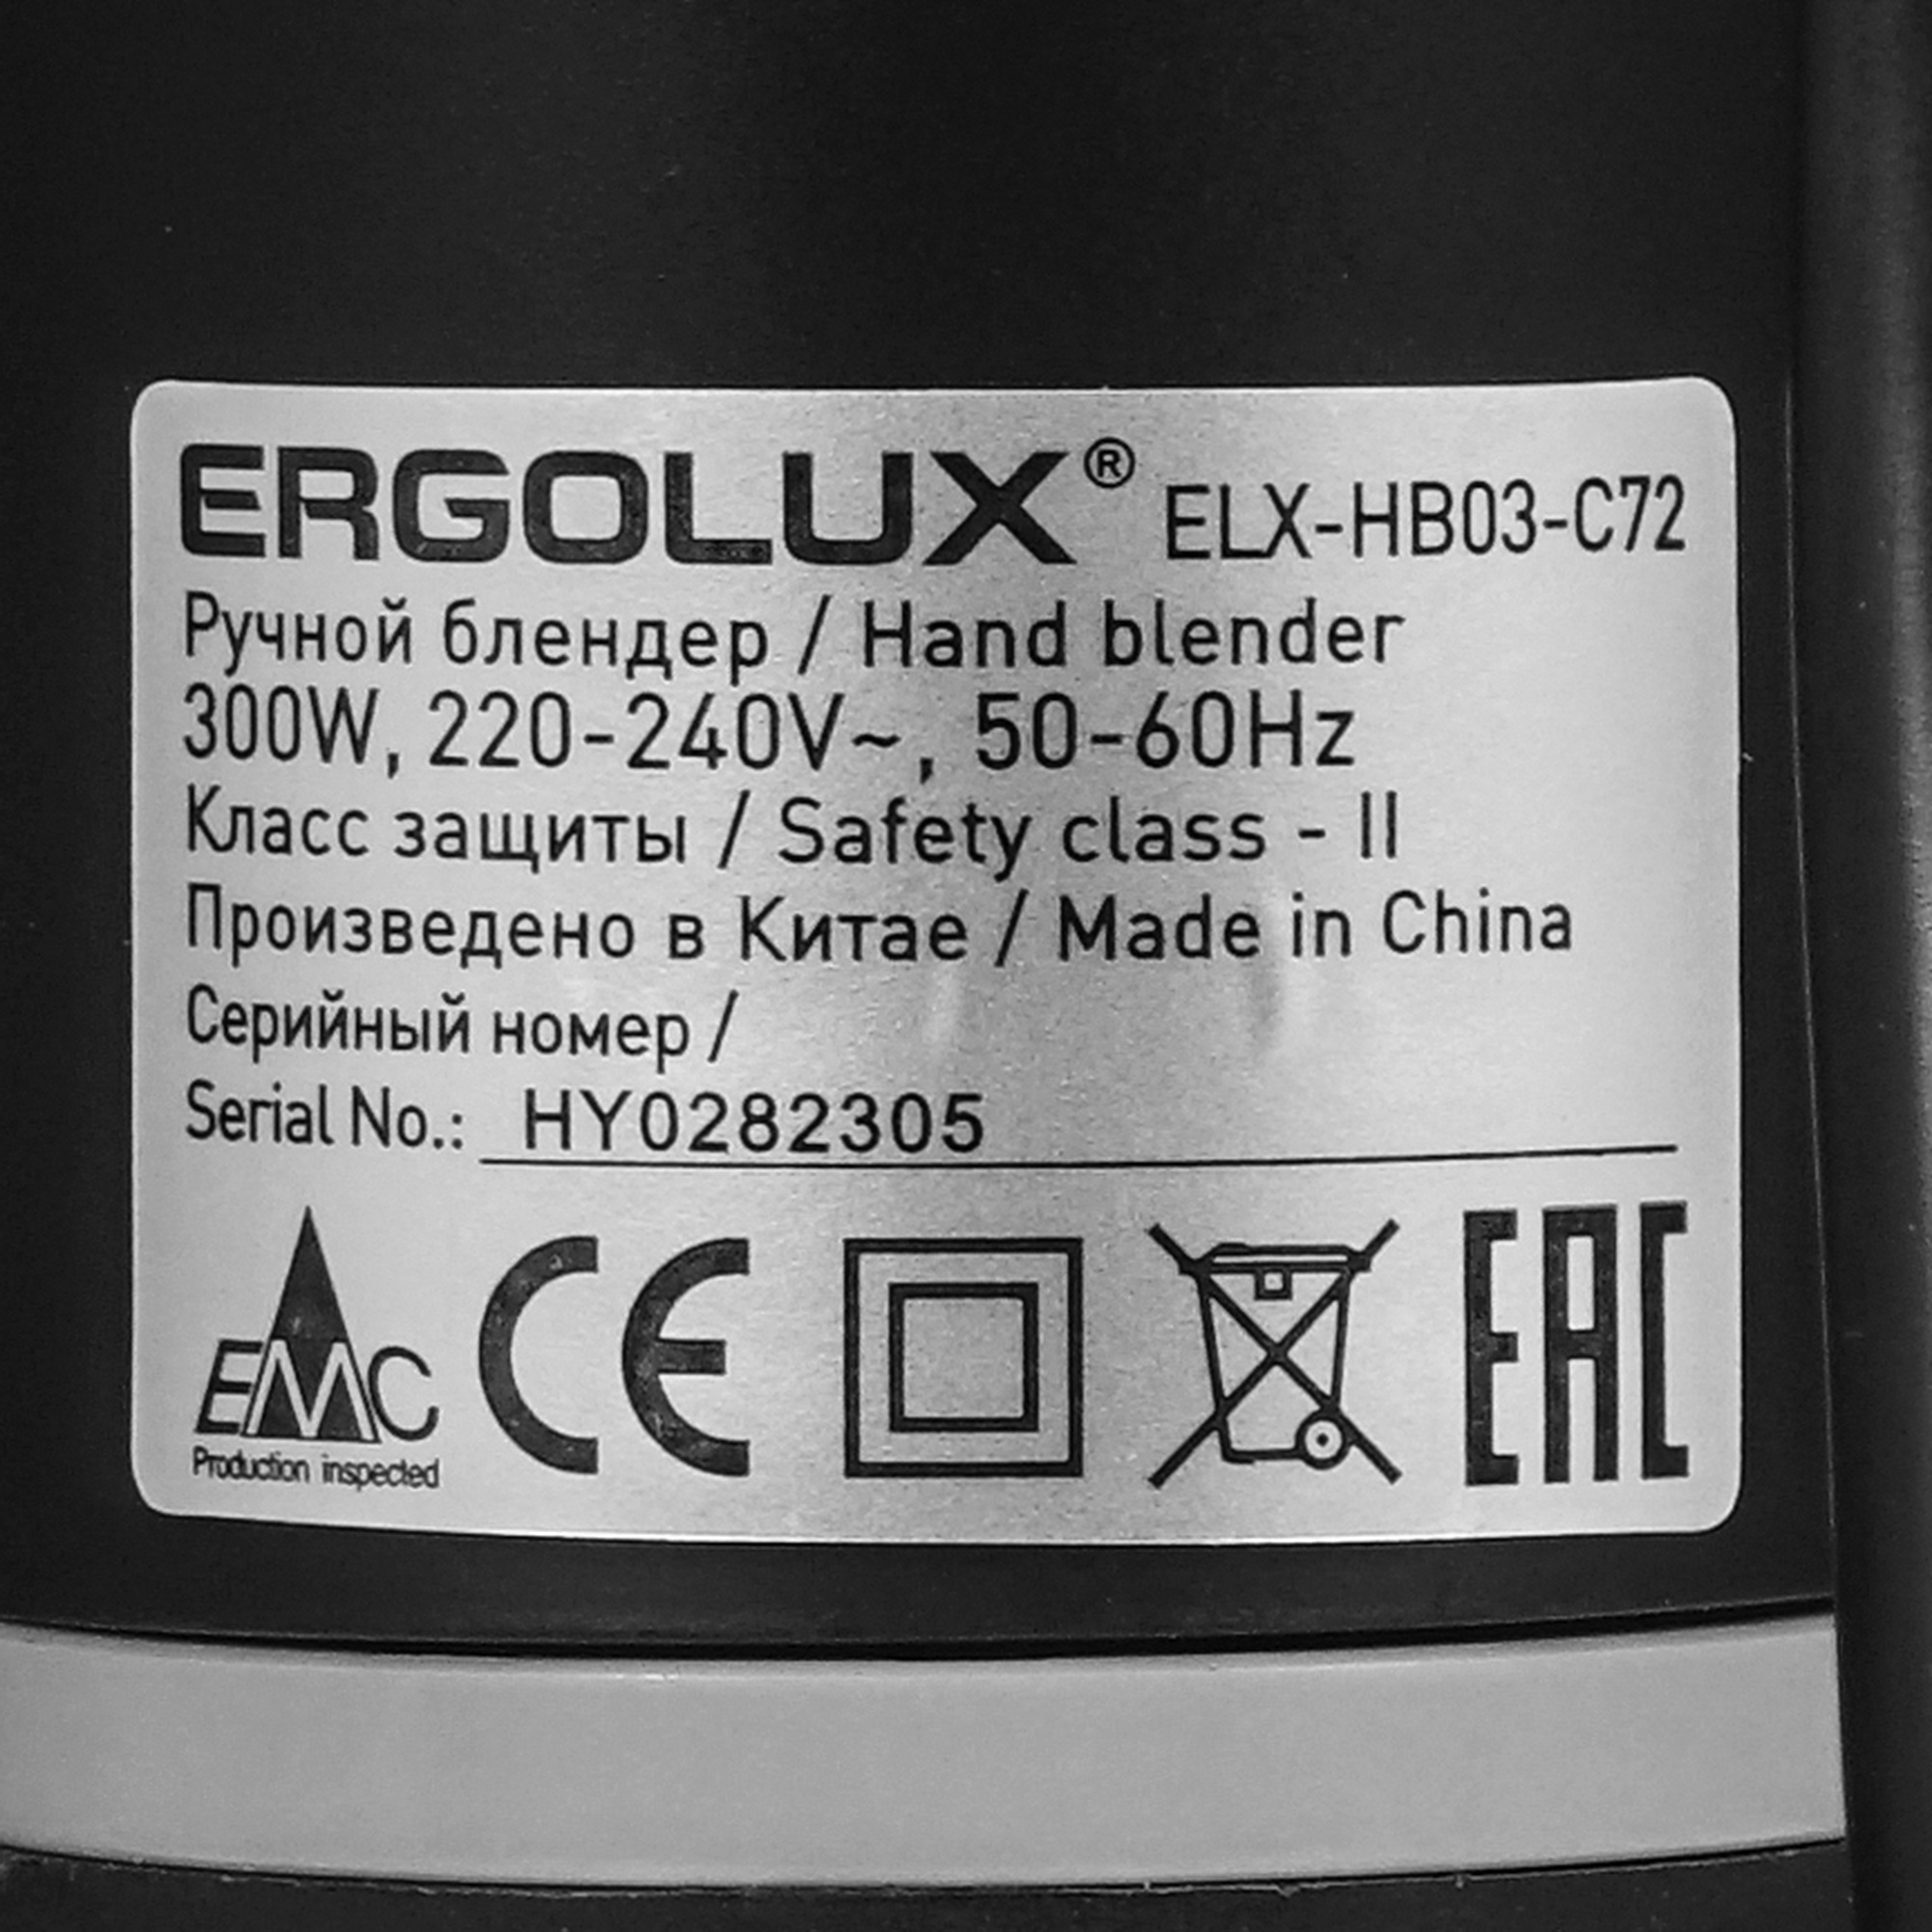 ERGOLUX® ELX-HB03-C72
Ручной блендер / Hand blender
300W, 220-240V~, 50-60Hz
Класс защиты / Safety class - II
Произведено в Китае / Made in China
Серийный номер /
Serial No.: HY0282305
EMC CE EAC
Production inspected